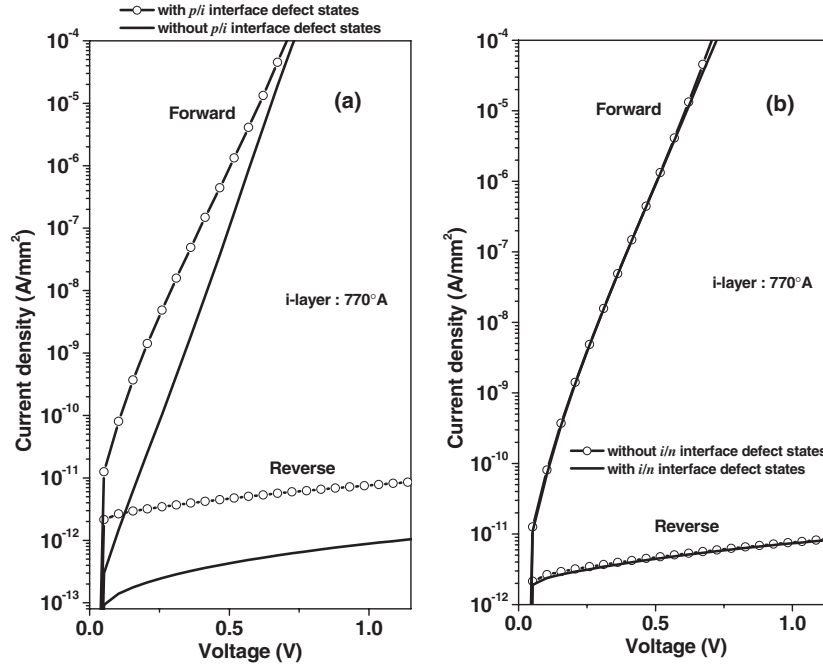 with p/i interface defect states
without p/i interface defect states
10⁻⁴
10⁻⁵
10⁻⁶
10⁻⁷
10⁻⁸
10⁻⁹
10⁻¹⁰
10⁻¹¹
10⁻¹²
10⁻¹³
Current density (A/mm²)
(a)
Forward
i-layer : 770°A
Reverse
0.0
0.5
1.0
Voltage (V)
10⁻⁴
10⁻⁵
10⁻⁶
10⁻⁷
10⁻⁸
10⁻⁹
10⁻¹⁰
10⁻¹¹
10⁻¹²
Current density (A/mm²)
(b)
Forward
i-layer : 770°A
without i/n interface defect states
with i/n interface defect states
Reverse
0.0
0.5
1.0
Voltage (V)